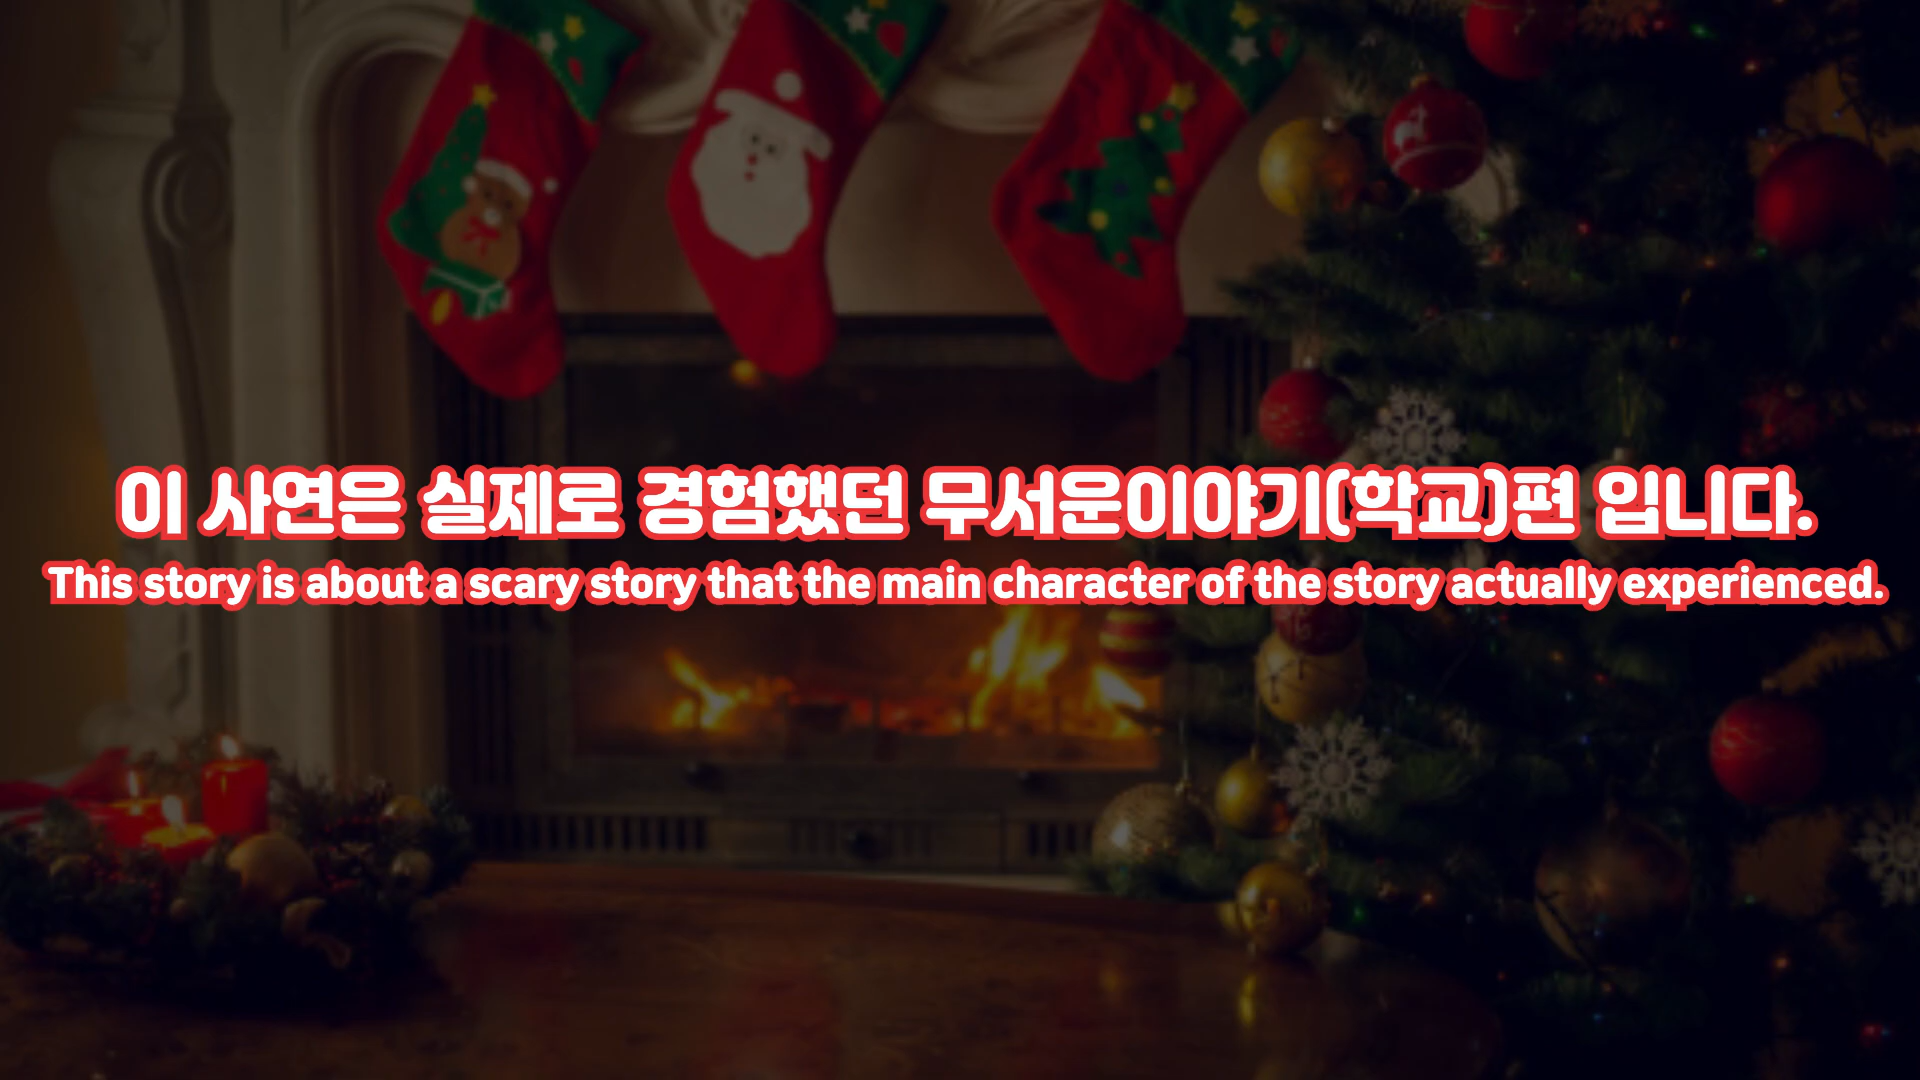 이 사연은 실제로 경험했던 무서운이야기(학교)편 입니다.
This story is about a scary story that the main character of the story actually experienced.